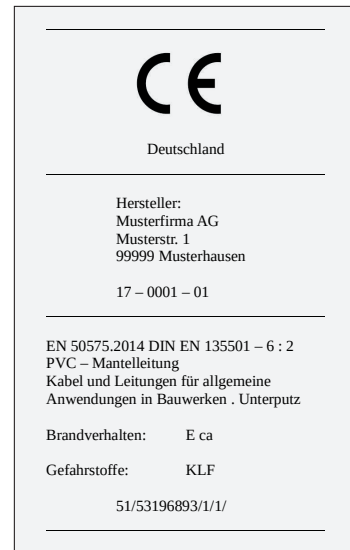 CE
Deutschland
Hersteller:
Musterfirma AG
Musterstr. 1
99999 Musterhausen
17 – 0001 – 01
EN 50575.2014 DIN EN 135501 – 6 : 2
PVC – Mantelleitung
Kabel und Leitungen für allgemeine
Anwendungen in Bauwerken . Unterputz
Brandverhalten: E ca
Gefahrstoffe: KLF
51/53196893/1/1/